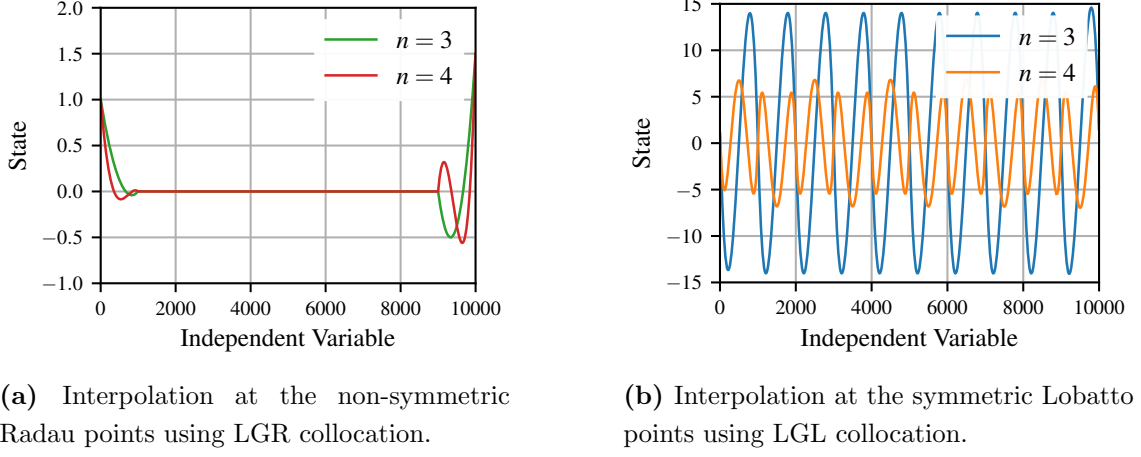 2.0
1.5
1.0
0.5
0.0
−0.5
−1.0
State
n = 3
n = 4
0 2000 4000 6000 8000 10000
Independent Variable
(a) Interpolation at the non-symmetric
Radau points using LGR collocation.
15
10
5
0
−5
−10
−15
State
n = 3
n = 4
0 2000 4000 6000 8000 10000
Independent Variable
(b) Interpolation at the symmetric Lobatto
points using LGL collocation.